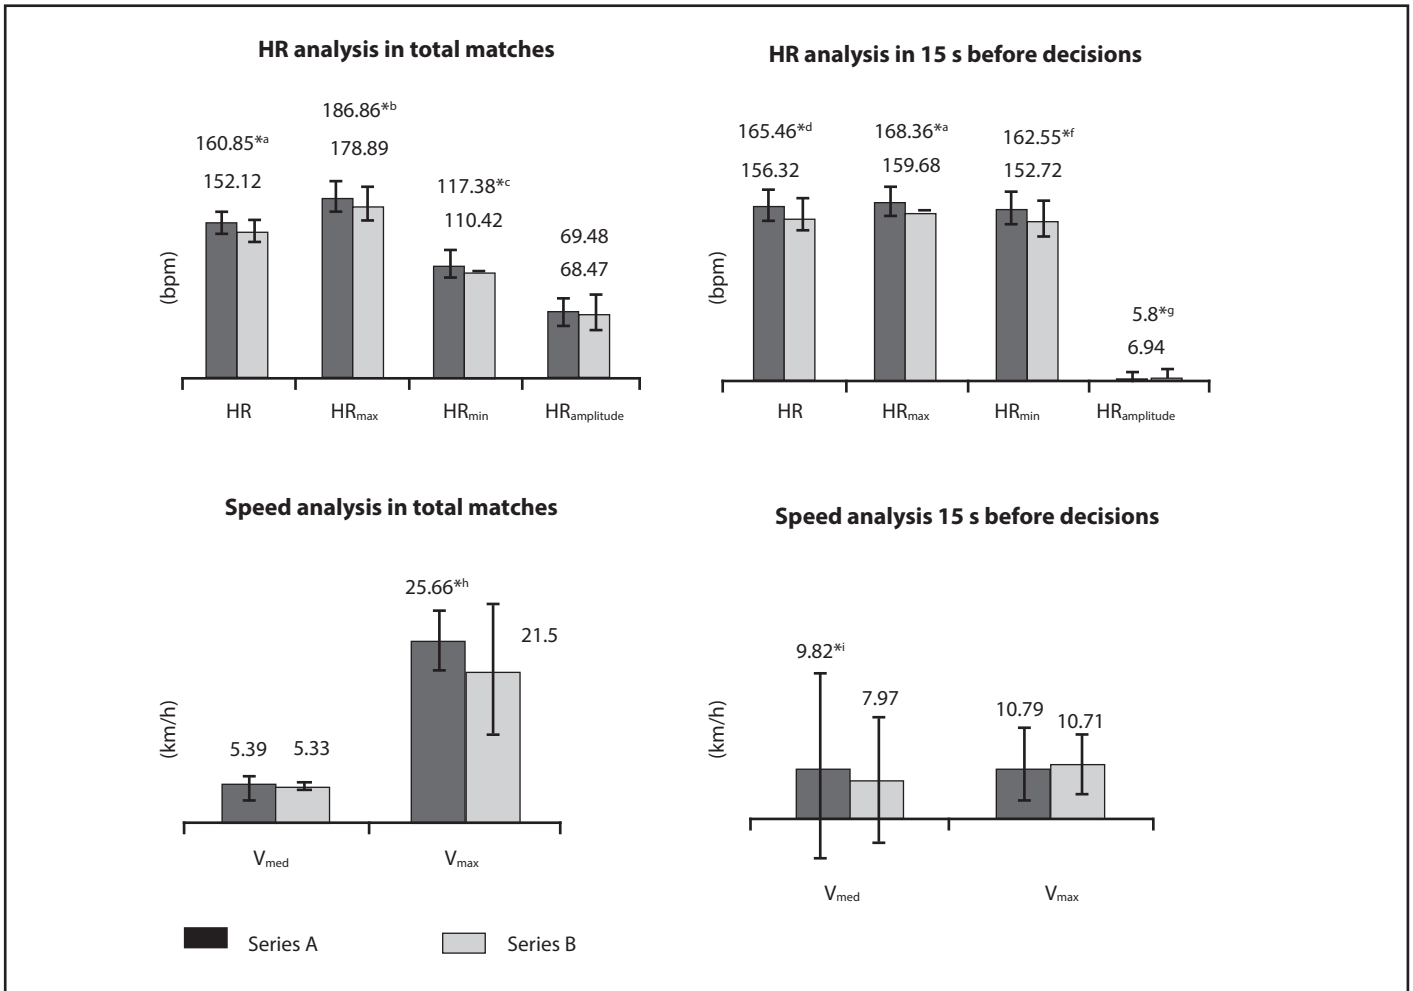 HR analysis in total matches
186.86*b
160.85*a
178.89
152.12
117.38*c
110.42
69.48
68.47
(bpm)
HR
HRmax
HRmin
HRamplitude
HR analysis in 15 s before decisions
165.46*d
168.36*a
162.55*f
156.32
159.68
152.72
5.8*g
6.94
(bpm)
HR
HRmax
HRmin
HRamplitude
Speed analysis in total matches
25.66*h
21.5
5.39
5.33
(km/h)
Vmed
Vmax
Speed analysis 15 s before decisions
9.82*i
7.97
10.79
10.71
(km/h)
Vmed
Vmax
Series A
Series B